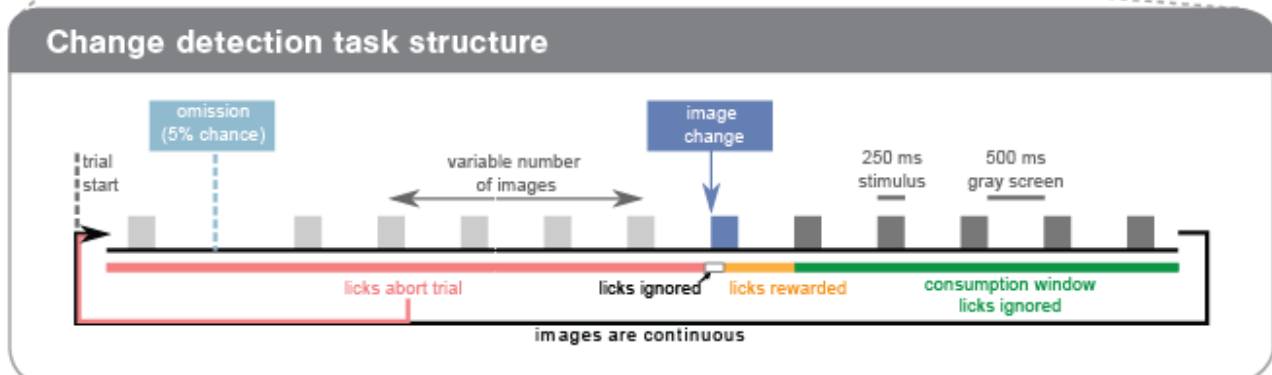 Change detection task structure
omission
(5% chance)
image
change
trial
start
variable number
of images
250 ms
stimulus
500 ms
gray screen
licks abort trial
licks ignored
licks rewarded
consumption window
licks ignored
images are continuous